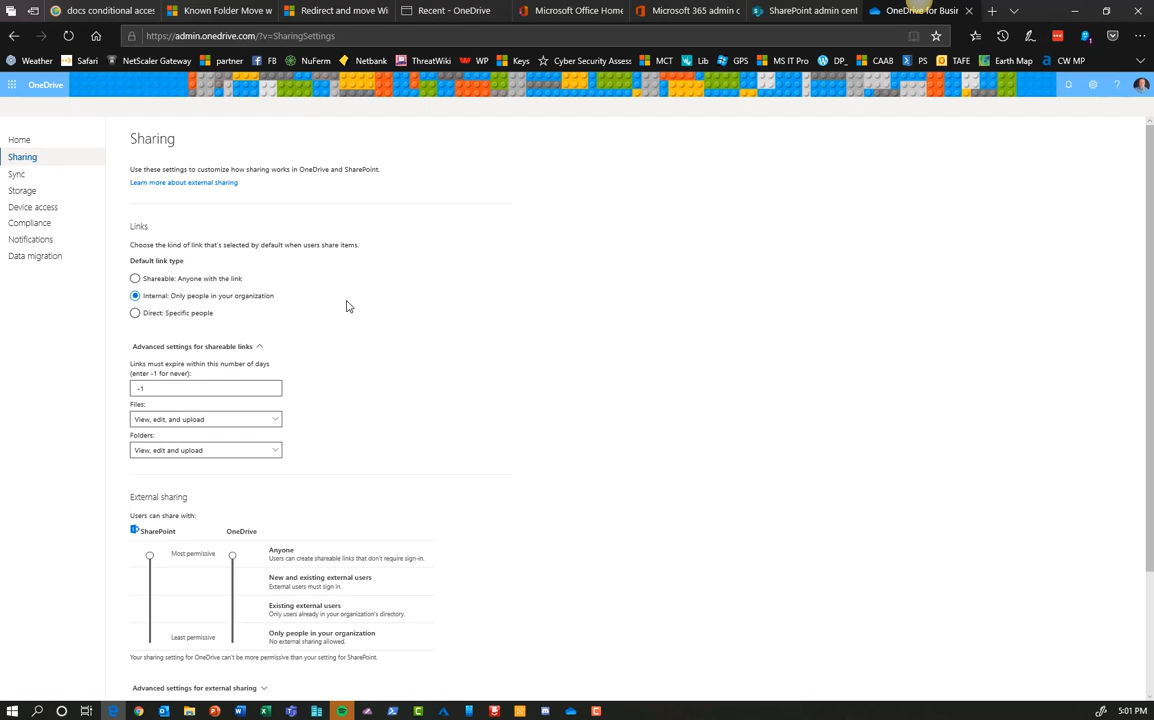 docs conditional acces
Known Folder Move w
Redirect and move Wi
Recent - OneDrive
Microsoft Office Home
Microsoft 365 admin c
SharePoint admin cent
OneDrive for Busi
https://admin.onedrive.com/?v=SharingSettings
Weather
Safari
NetScaler Gateway
partner
FB
NuFerm
Netbank
ThreatWiki
WP
Keys
Cyber Security Assess
MCT
Lib
GPS
MS IT Pro
DP_
CAAB
PS
TAFE
Earth Map
CW MP
OneDrive
Home
Sharing
Sync
Storage
Device access
Compliance
Notifications
Data migration
Sharing
Use these settings to customize how sharing works in OneDrive and SharePoint.
Learn more about external sharing
Links
Choose the kind of link that's selected by default when users share items.
Default link type
Shareable: Anyone with the link
Internal: Only people in your organization
Direct: Specific people
Advanced settings for shareable links
Links must expire within this number of days
(enter -1 for never):
-1
Files:
View, edit, and upload
Folders:
View, edit and upload
External sharing
Users can share with:
SharePoint
OneDrive
Most permissive
Least permissive
Anyone
Users can create shareable links that don't require sign-in.
New and existing external users
External users must sign in.
Existing external users
Only users already in your organization's directory.
Only people in your organization
No external sharing allowed.
Your sharing setting for OneDrive can't be more permissive than your setting for SharePoint.
Advanced settings for external sharing
5:01 PM